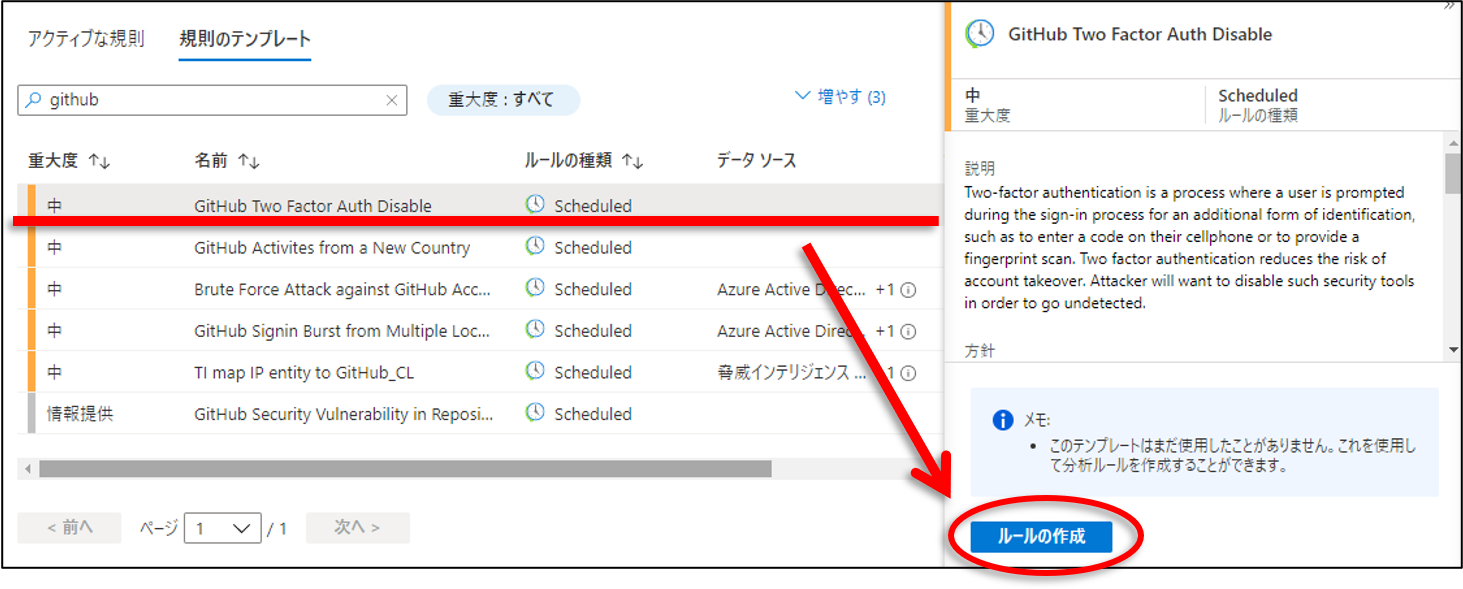 アクティブな規則 規則のテンプレート
github
重大度 : すべて
増やす (3)
重大度 名前 ルールの種類 データ ソース
中 GitHub Two Factor Auth Disable Scheduled
中 GitHub Activites from a New Country Scheduled
中 Brute Force Attack against GitHub Acc... Scheduled Azure Active Direc... +1
中 GitHub Signin Burst from Multiple Loc... Scheduled Azure Active Direc... +1
中 TI map IP entity to GitHub_CL Scheduled 脅威インテリジェンス ... +1
情報提供 GitHub Security Vulnerability in Reposi... Scheduled
< 前へ ページ 1 / 1 次へ >
GitHub Two Factor Auth Disable
中 Scheduled
重大度 ルールの種類
説明
Two-factor authentication is a process where a user is prompted
during the sign-in process for an additional form of identification,
such as to enter a code on their cellphone or to provide a
fingerprint scan. Two factor authentication reduces the risk of
account takeover. Attacker will want to disable such security tools
in order to go undetected.
方針
メモ:
• このテンプレートはまだ使用したことがありません。これを使用し
て分析ルールを作成することができます。
ルールの作成